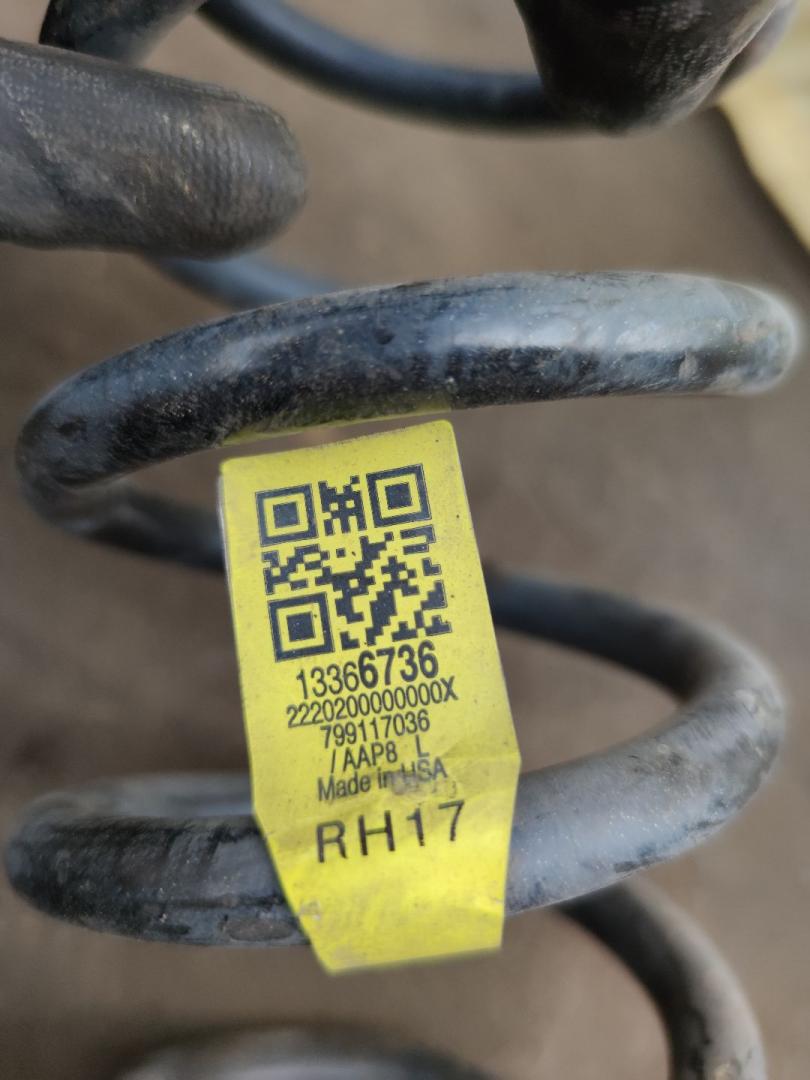 13366736
2220200000000X
799117036
/ AAP8 L
Made in USA
RH17